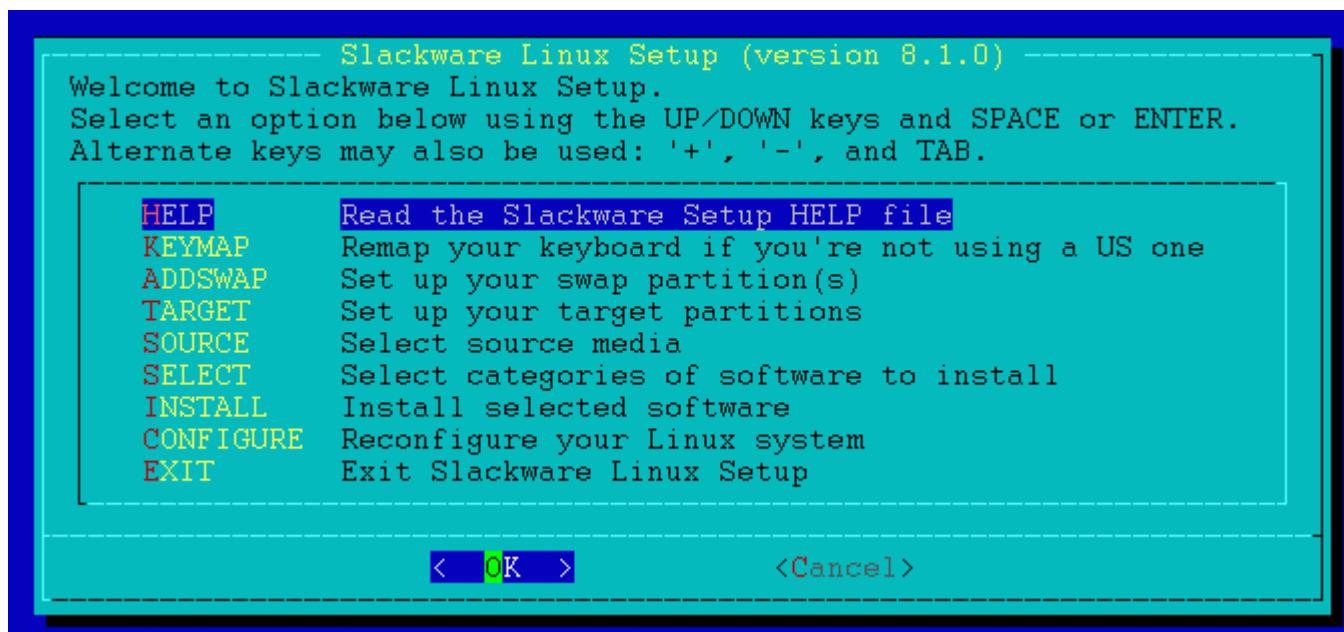 Slackware Linux Setup (version 8.1.0)
Welcome to Slackware Linux Setup.
Select an option below using the UP/DOWN keys and SPACE or ENTER.
Alternate keys may also be used: '+', '-', and TAB.
HELP Read the Slackware Setup HELP file
KEYMAP Remap your keyboard if you're not using a US one
ADDSWAP Set up your swap partition(s)
TARGET Set up your target partitions
SOURCE Select source media
SELECT Select categories of software to install
INSTALL Install selected software
CONFIGURE Reconfigure your Linux system
EXIT Exit Slackware Linux Setup
< OK > <Cancel>